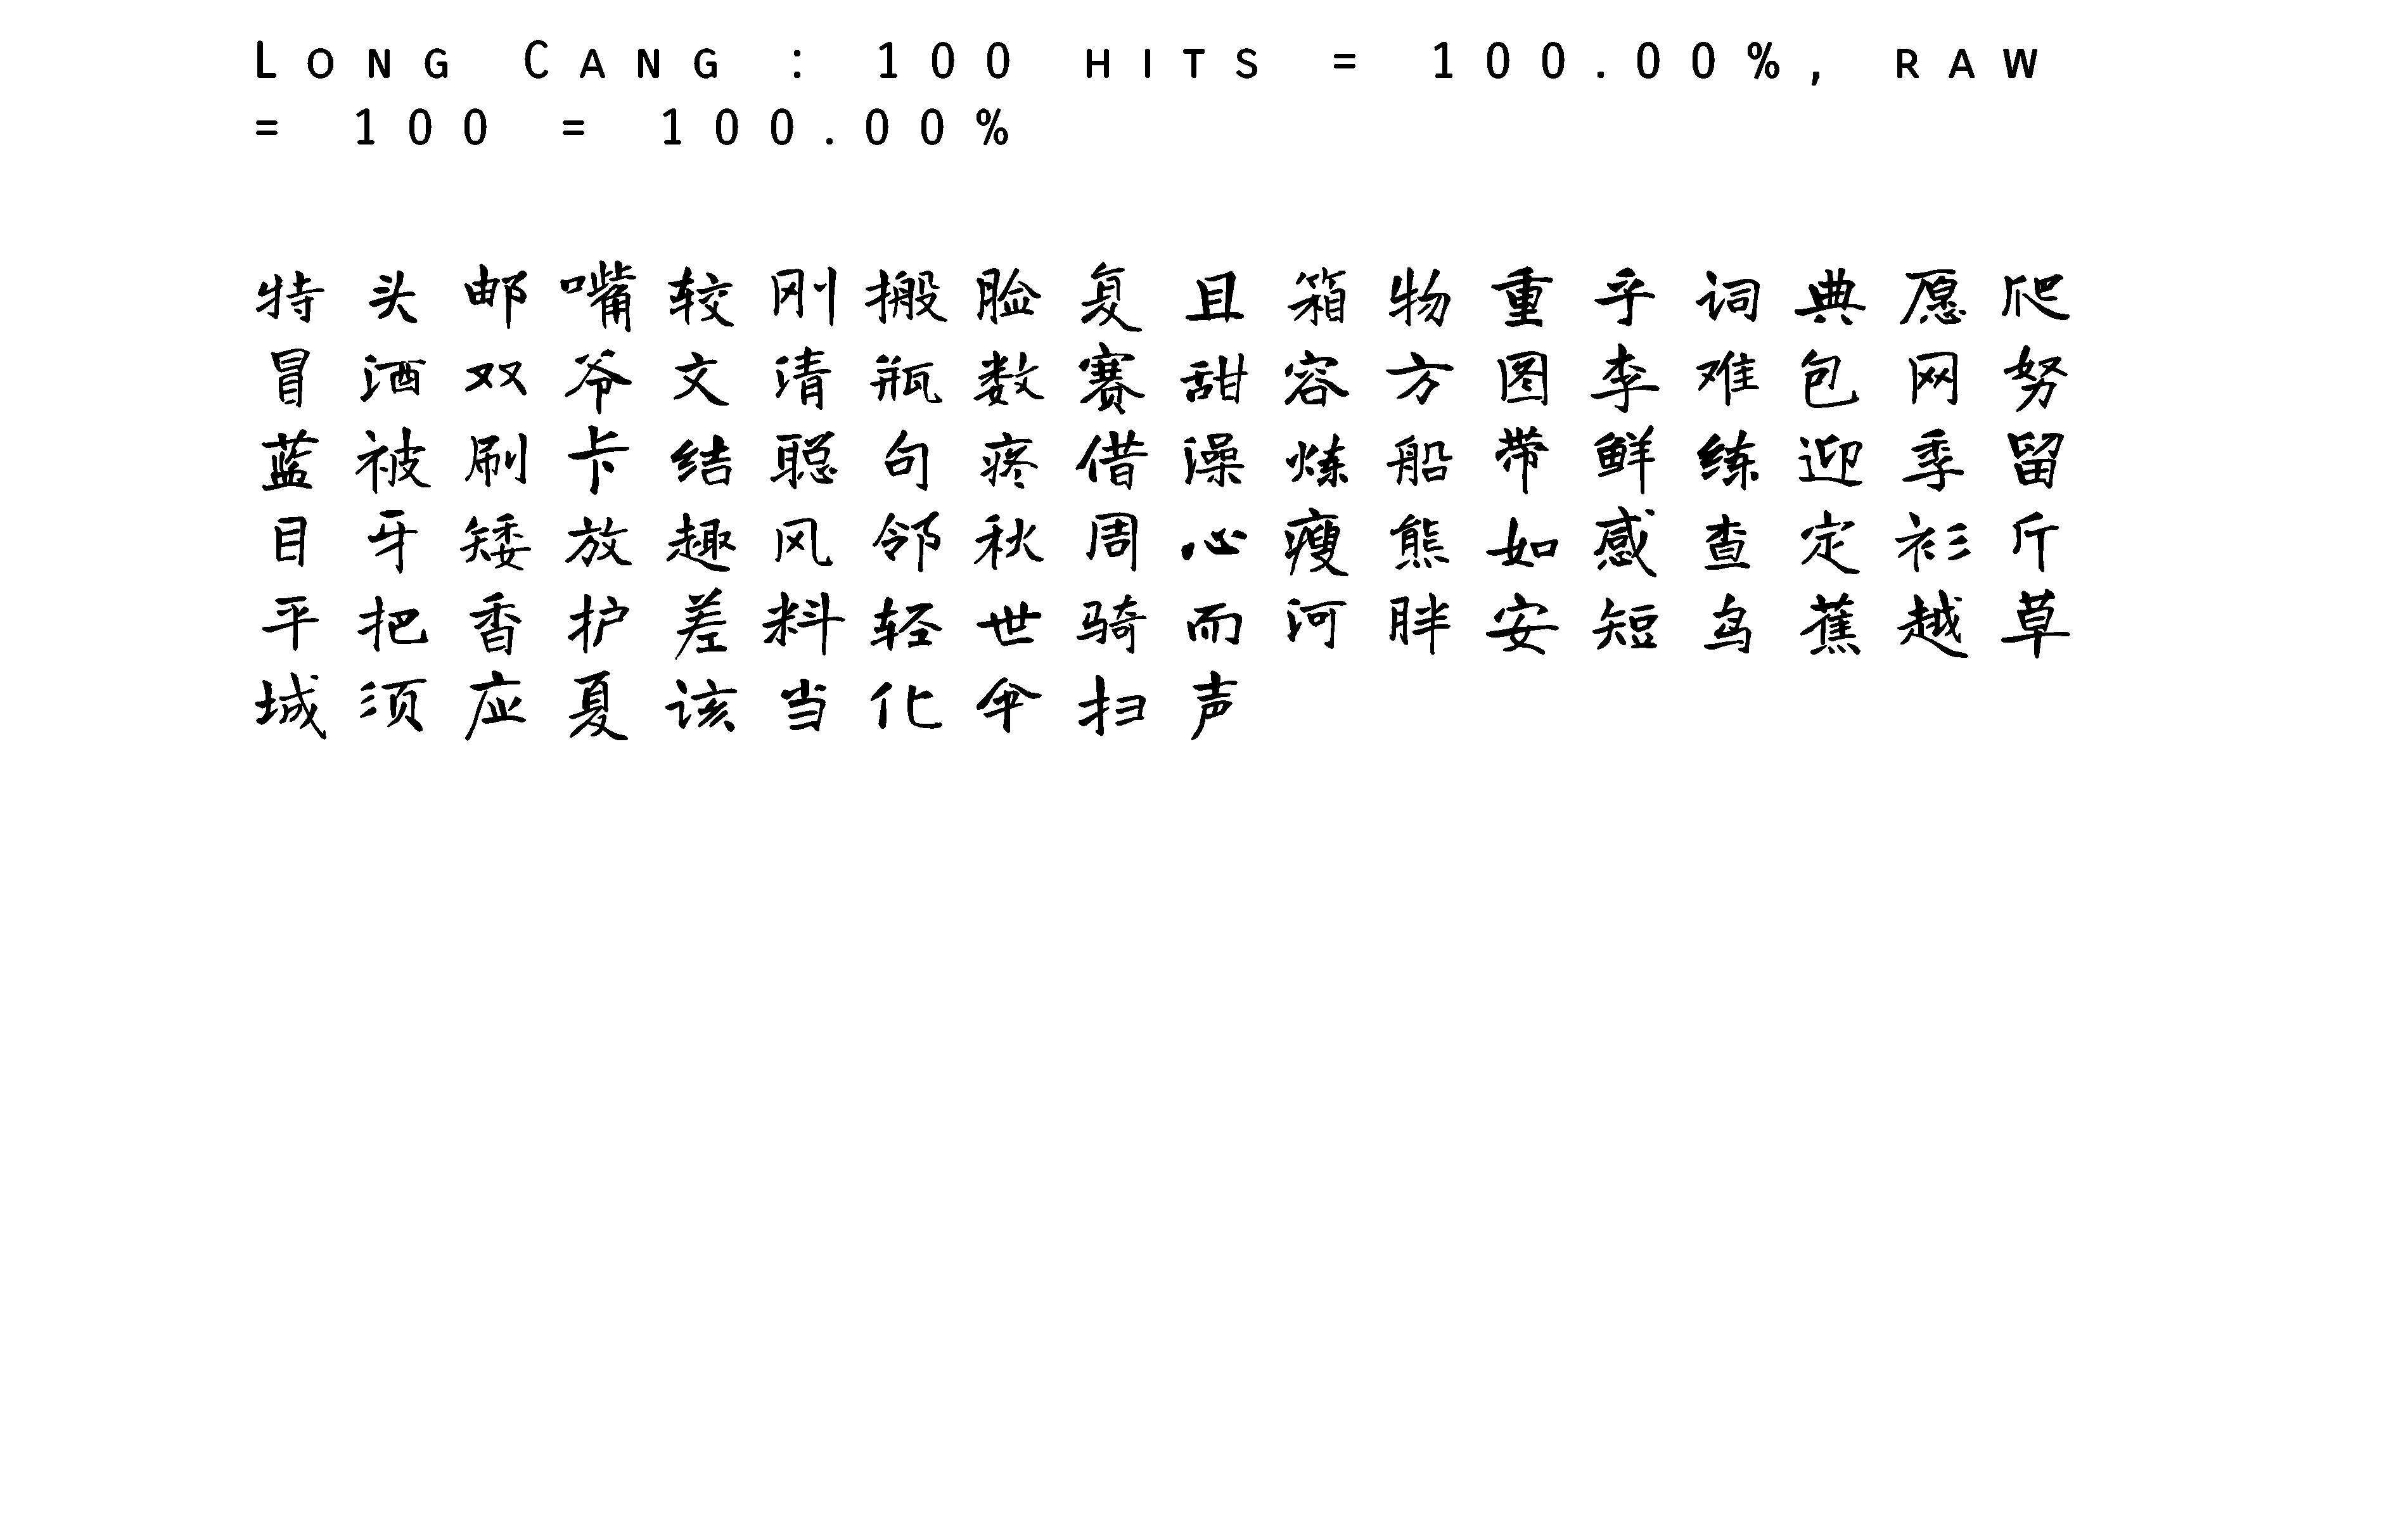 Long Cang : 100 hits = 100.00%, raw
= 100 = 100.00%
特头邮嘴较刚搬脸复且箱物重乎词典愿爬
冒洒双爷文清瓶数赛甜容方图李难包网努
蓝被刷卡结聪句疼借澡炼船带鲜练迎季留
目牙矮放趣风邻秋周心瘦熊如感查定衫斤
平把香护差料轻世骑而河胖安短鸟蕉越草
城须应夏该当化伞扫声